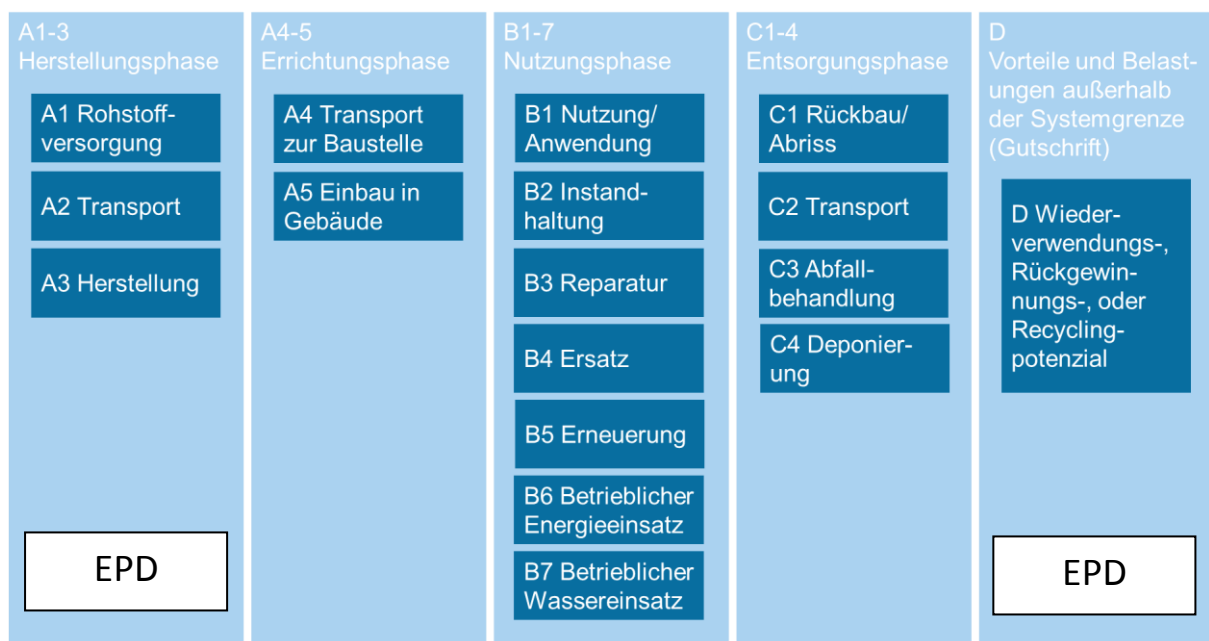 A1-3
Herstellungsphase
A1 Rohstoff-
versorgung
A2 Transport
A3 Herstellung
EPD
A4-5
Errichtungsphase
A4 Transport
zur Baustelle
A5 Einbau in
Gebäude
B1-7
Nutzungsphase
B1 Nutzung/
Anwendung
B2 Instand-
haltung
B3 Reparatur
B4 Ersatz
B5 Erneuerung
B6 Betrieblicher
Energieeinsatz
B7 Betrieblicher
Wassereinsatz
C1-4
Entsorgungsphase
C1 Rückbau/
Abriss
C2 Transport
C3 Abfall-
behandlung
C4 Deponier-
ung
D
Vorteile und Belast-
ungen außerhalb
der Systemgrenze
(Gutschrift)
D Wieder-
verwendungs-,
Rückgewin-
nungs-, oder
Recycling-
potenzial
EPD